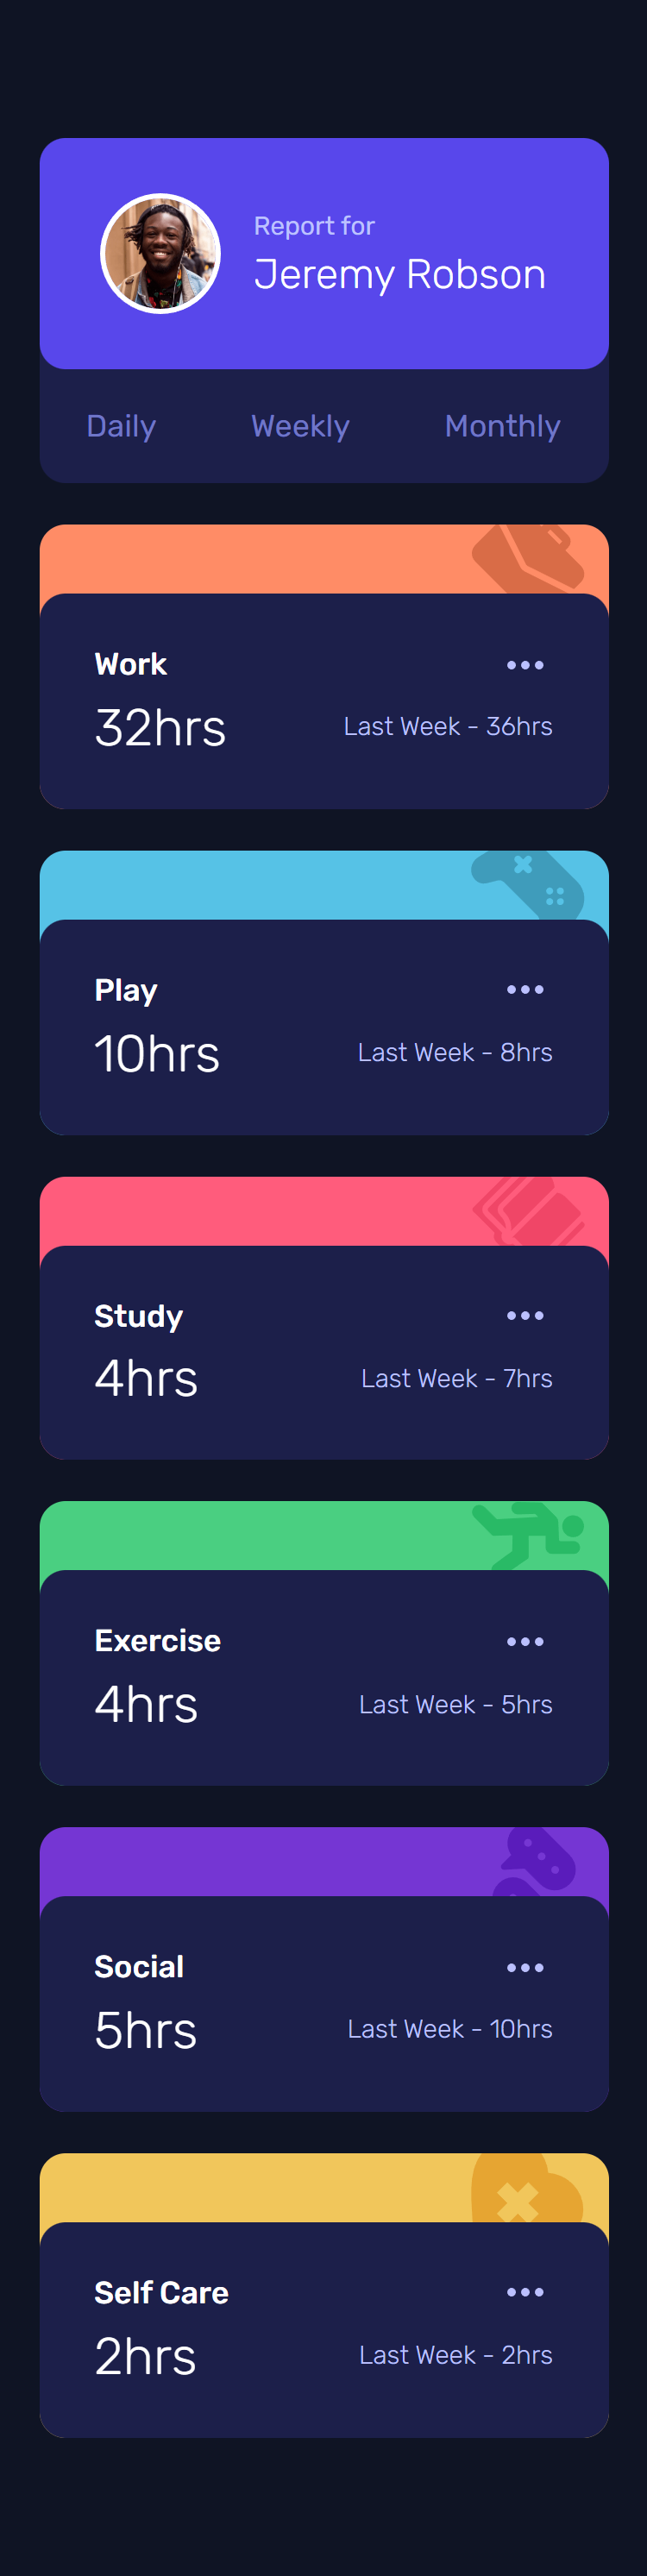 Report for
Jeremy Robson
Daily Weekly Monthly
Work
32hrs Last Week - 36hrs
Play
10hrs Last Week - 8hrs
Study
4hrs Last Week - 7hrs
Exercise
4hrs Last Week - 5hrs
Social
5hrs Last Week - 10hrs
Self Care
2hrs Last Week - 2hrs